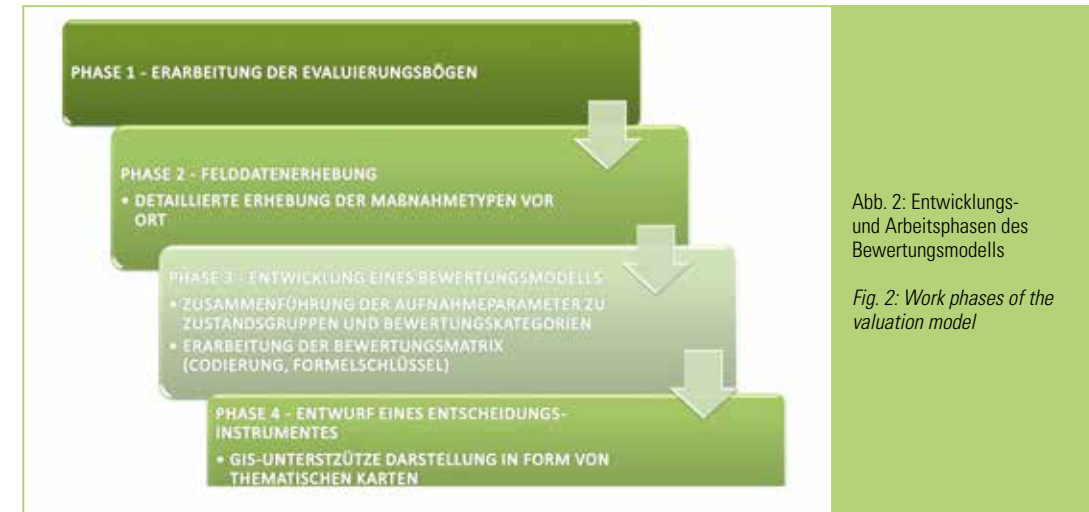 PHASE 1 - ERARBEITUNG DER EVALUIERUNGSBÖGEN
PHASE 2 - FELDDATENERHEBUNG
• DETAILLIERTE ERHEBUNG DER MAßNAHMETYPEN VOR
ORT
PHASE 3 - ENTWICKLUNG EINES BEWERTUNGSMODELLS
• ZUSAMMENFÜHRUNG DER AUFNAHMEPARAMETER ZU
ZUSTANDSGRUPPEN UND BEWERTUNGSKATEGORIEN
• ERARBEITUNG DER BEWERTUNGSMATRIX
(CODIERUNG, FORMELSCHLÜSSEL)
PHASE 4 - ENTWURF EINES ENTSCHEIDUNGS-
INSTRUMENTES
• GIS-UNTERSTZÜTZE DARSTELLUNG IN FORM VON
THEMATISCHEN KARTEN
Abb. 2: Entwicklungs-
und Arbeitsphasen des
Bewertungsmodells
Fig. 2: Work phases of the
valuation model